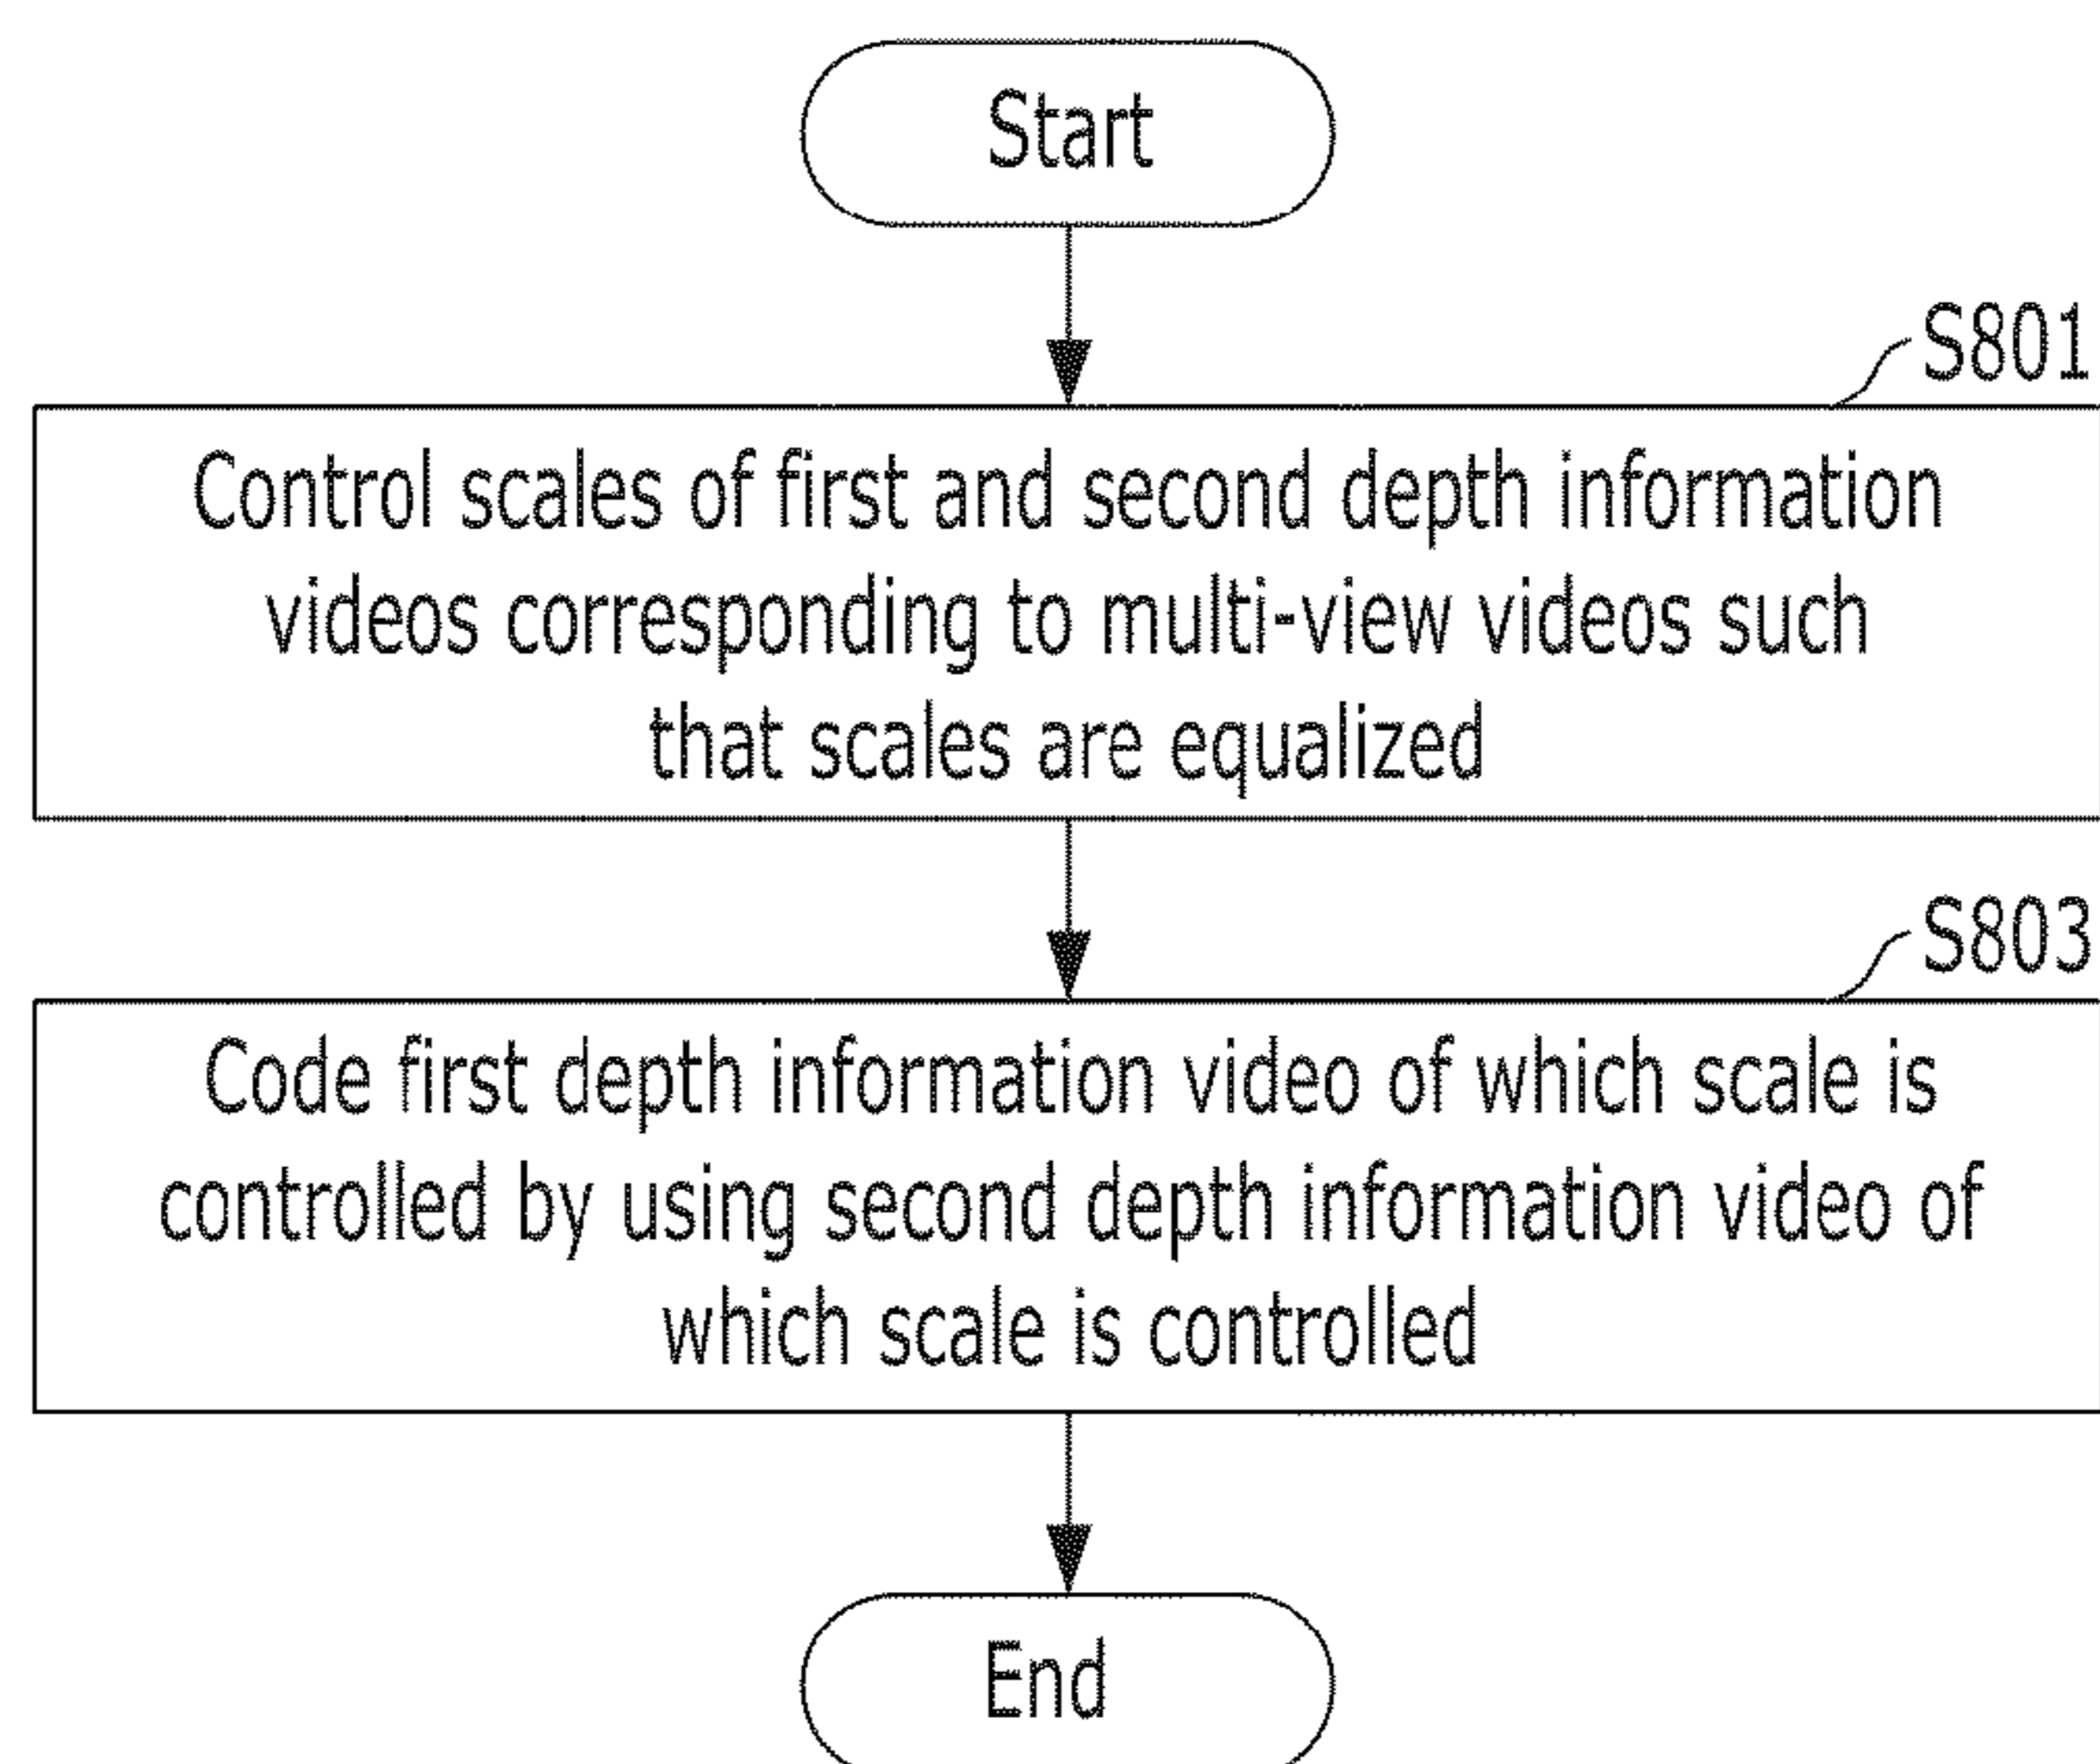 Start
S801
Control scales of first and second depth information
videos corresponding to multi-view videos such
that scales are equalized
S803
Code first depth information video of which scale is
controlled by using second depth information video of
which scale is controlled
End